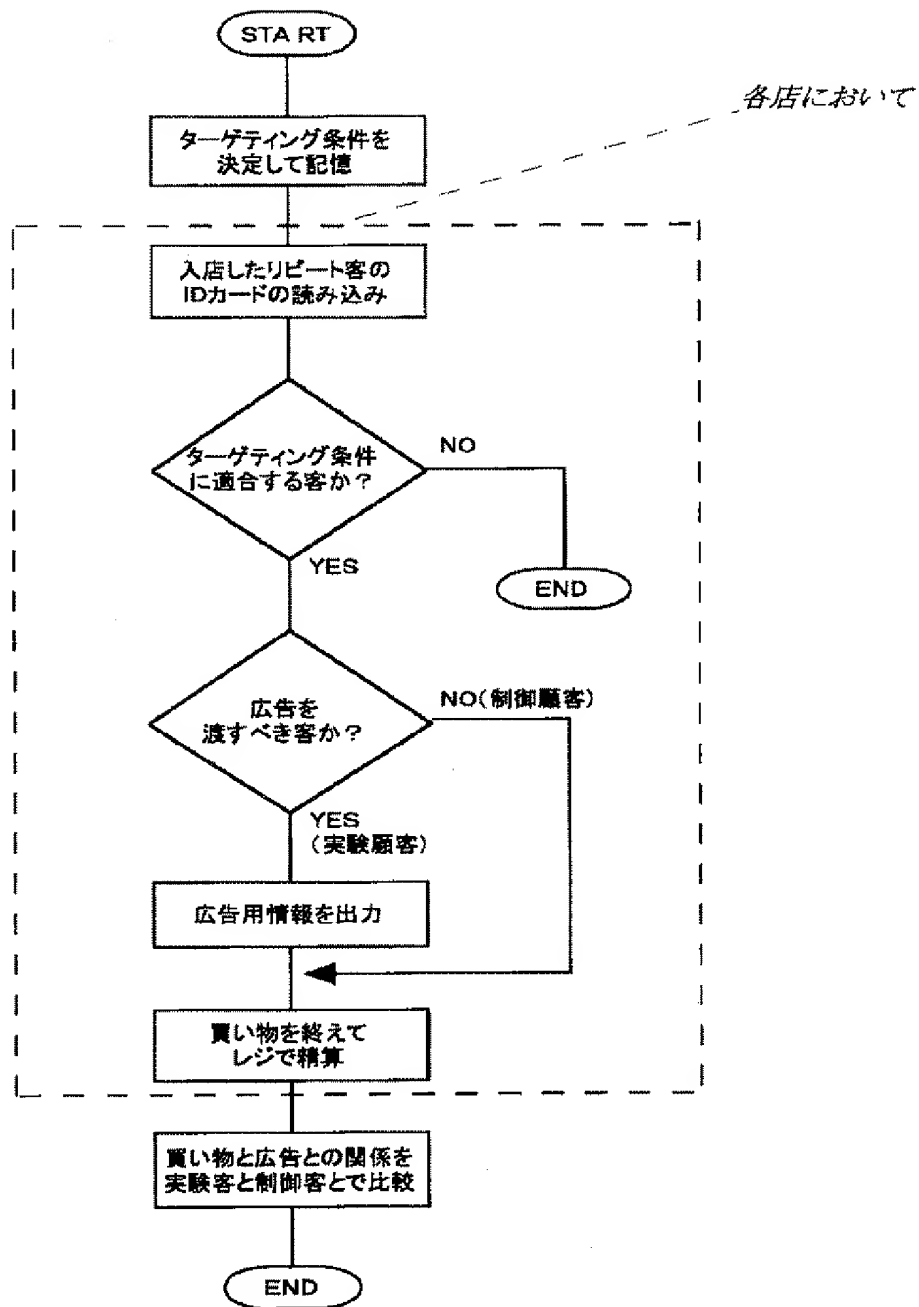 START
各店において
ターゲティング条件を
決定して記憶
入店したリピート客の
IDカードの読み込み
ターゲティング条件
に適合する客か?
NO
YES
END
広告を
渡すべき客か?
NO(制御顧客)
YES
(実験顧客)
広告用情報を出力
買い物を終えて
レジで精算
買い物と広告との関係を
実験客と制御客とで比較
END